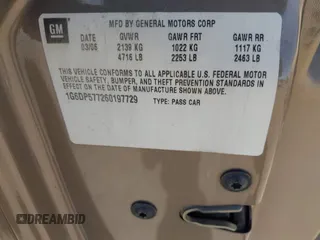 GM
MFD BY GENERAL MOTORS CORP
DATE GVWR GAWR FRT GAWR RR
03/06 2139 KG 1022 KG 1117 KG
4716 LB 2253 LB 2463 LB
THIS VEHICLE CONFORMS TO ALL APPLICABLE U.S. FEDERAL MOTOR
VEHICLE SAFETY, BUMPER, AND THEFT PREVENTION STANDARDS IN
EFFECT ON THE DATE OF MANUFACTURE SHOWN ABOVE.
1G6DP577260197729 TYPE: PASS CAR
DREAMBID